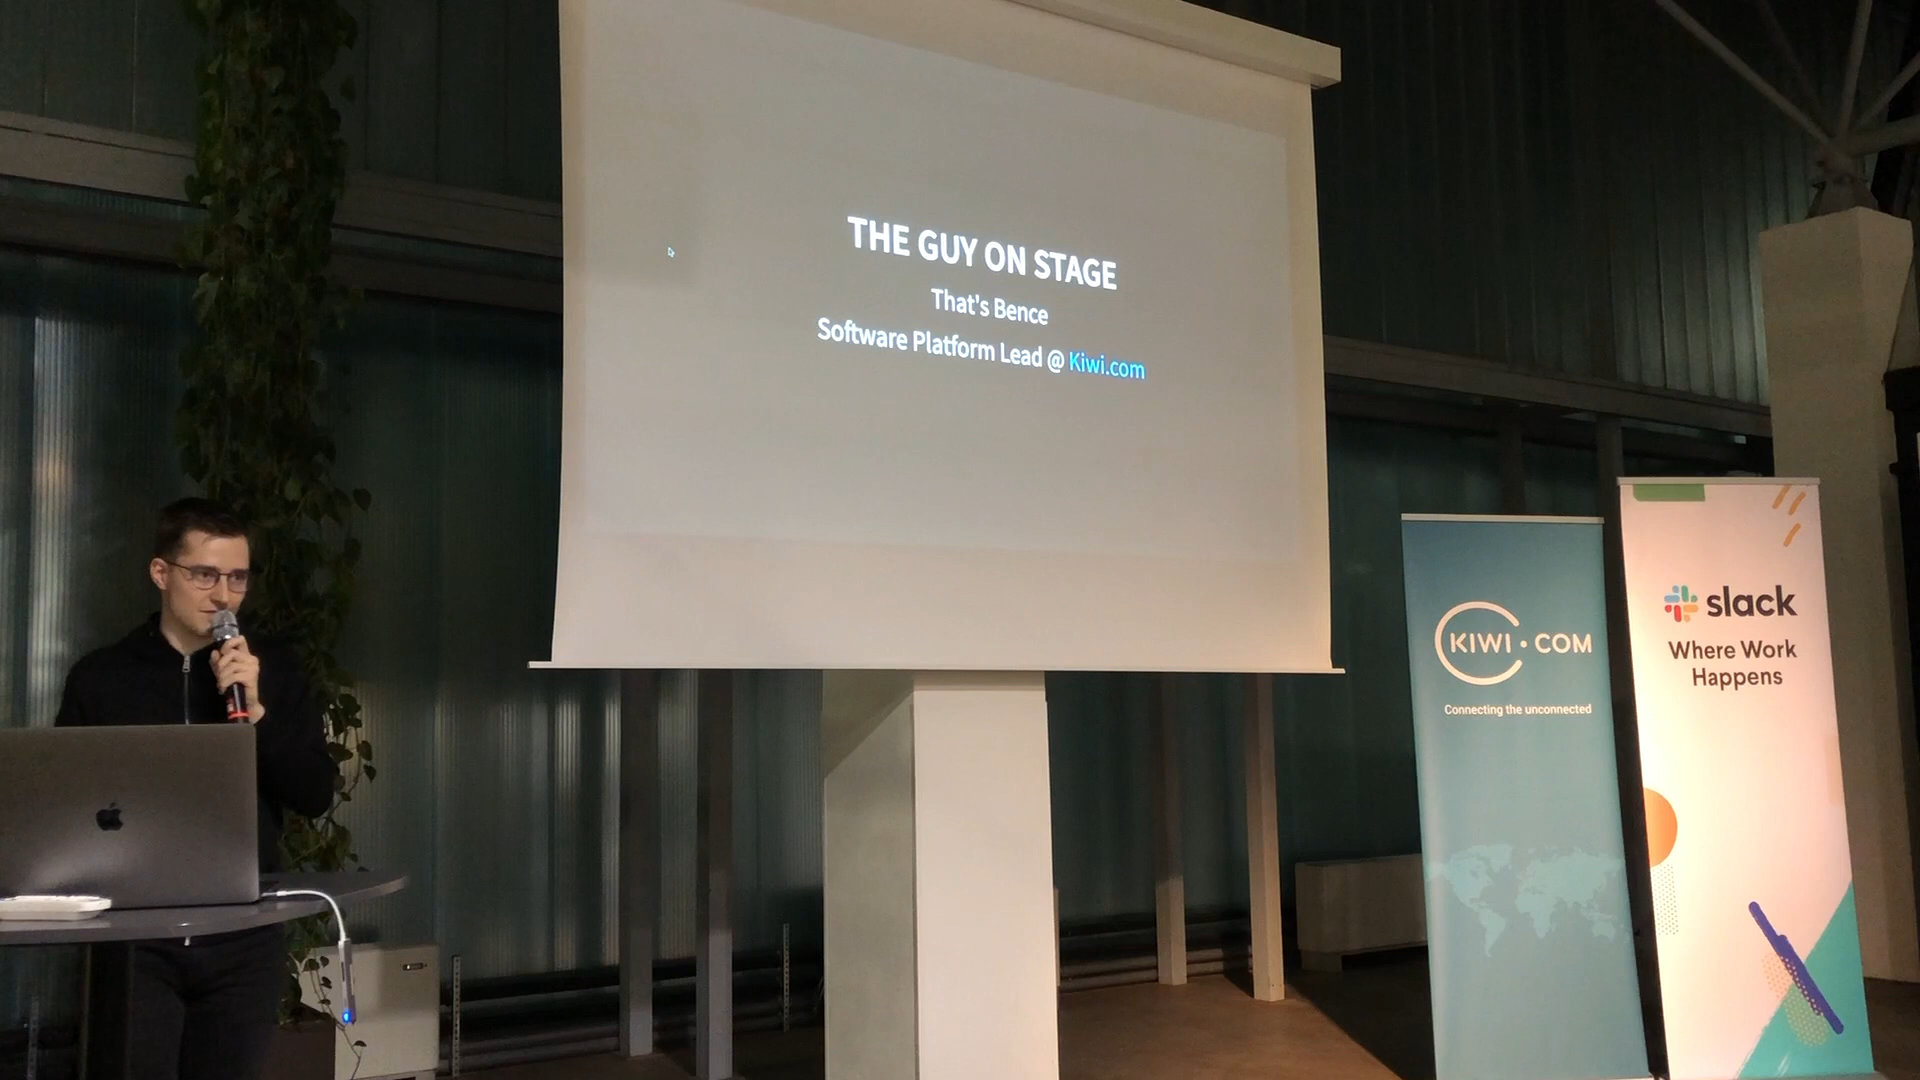 THE GUY ON STAGE
That's Bence
Software Platform Lead @ Kiwi.com
KIWI.COM
Connecting the unconnected
slack
Where Work
Happens